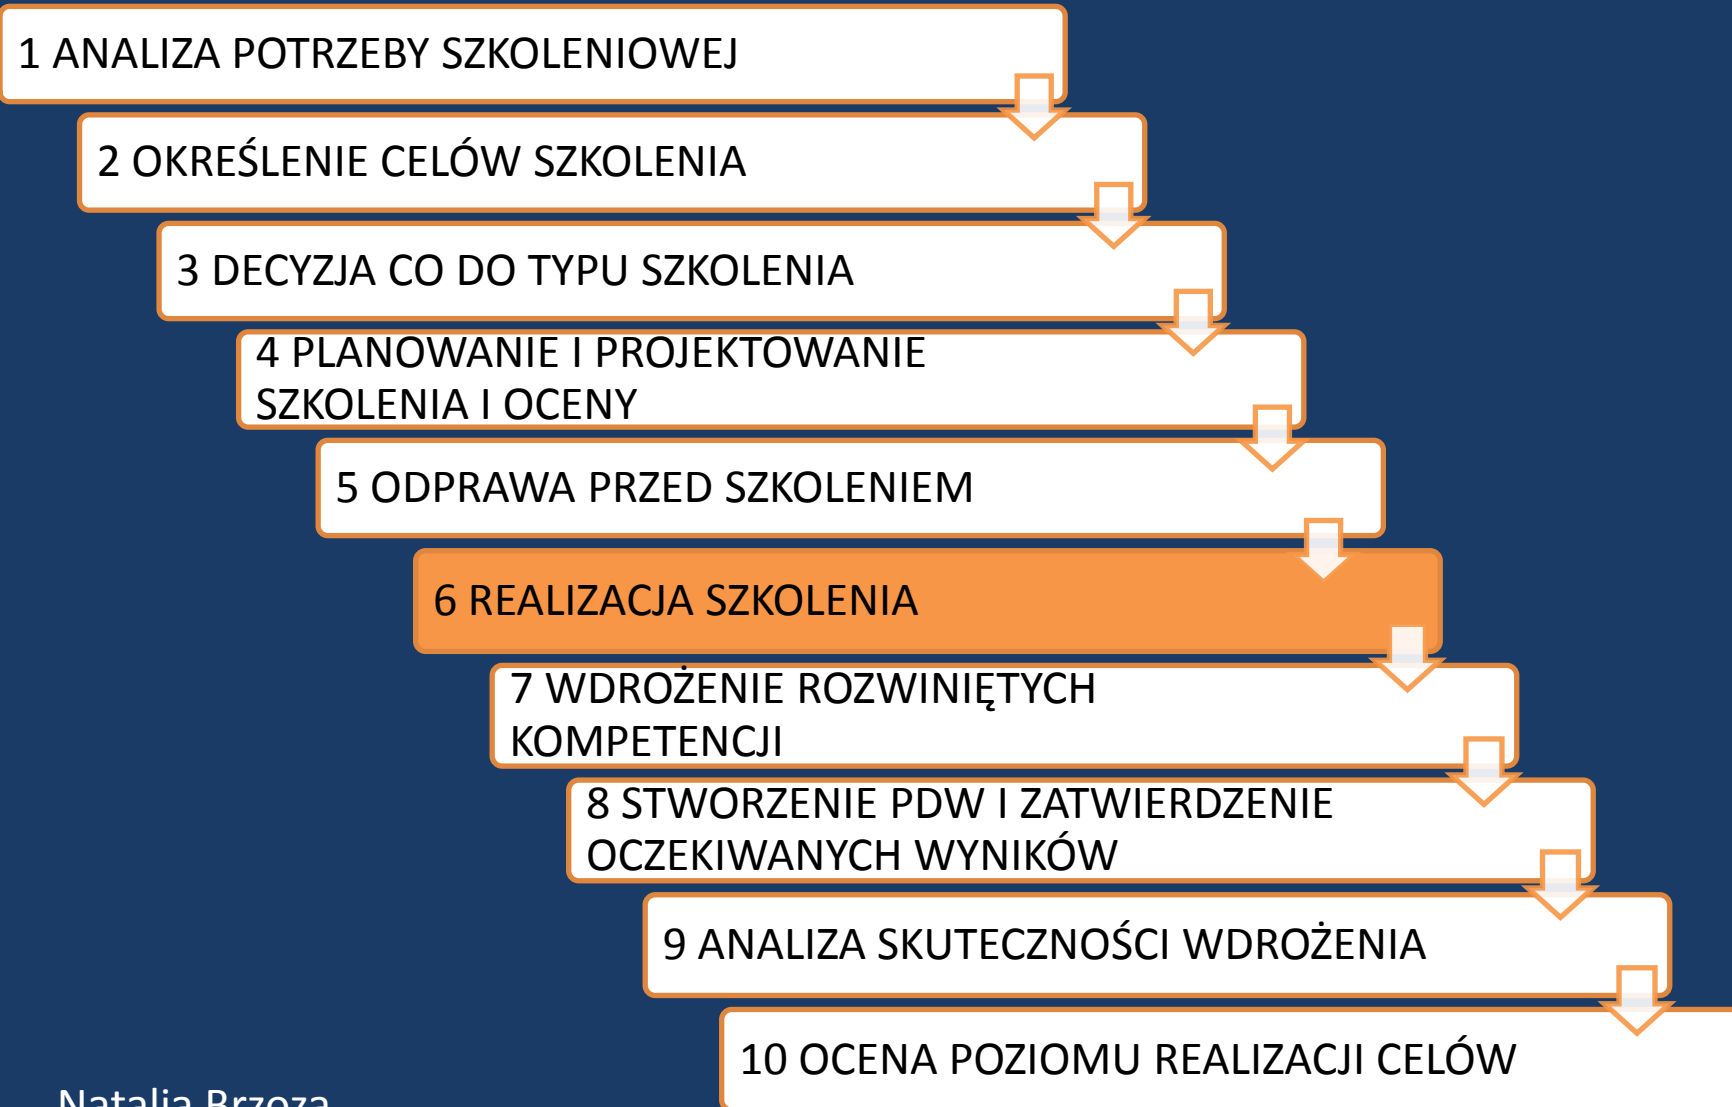 1 ANALIZA POTRZEBY SZKOLENIOWEJ
2 OKREŚLENIE CELÓW SZKOLENIA
3 DECYZJA CO DO TYPU SZKOLENIA
4 PLANOWANIE I PROJEKTOWANIE
SZKOLENIA I OCENY
5 ODPRAWA PRZED SZKOLENIEM
6 REALIZACJA SZKOLENIA
7 WDROŻENIE ROZWINIĘTYCH
KOMPETENCJI
8 STWORZENIE PDW I ZATWIERDZENIE
OCZEKIWANYCH WYNIKÓW
9 ANALIZA SKUTECZNOŚCI WDROŻENIA
10 OCENA POZIOMU REALIZACJI CELÓW
Natalia Brzoza